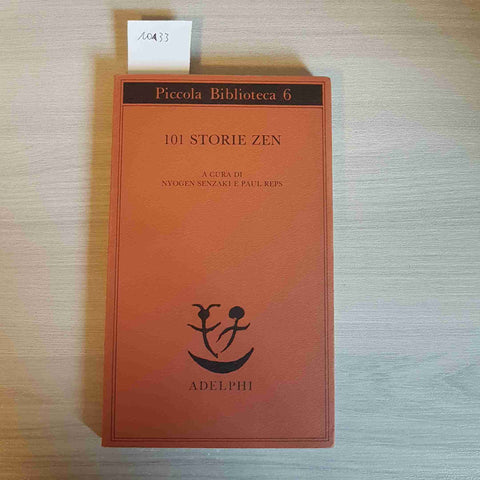 10433
Piccola Biblioteca 6
101 STORIE ZEN
A CURA DI
NYOGEN SENZAKI E PAUL REPS
ADELPHI